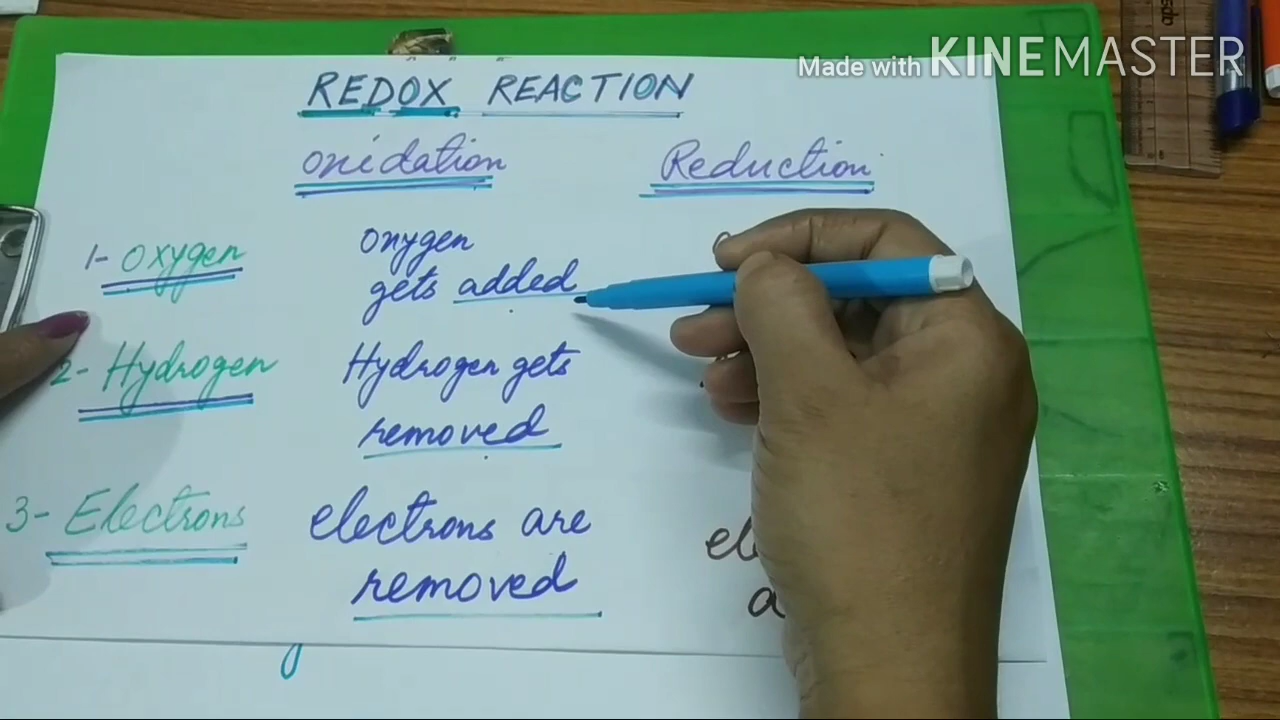 Made with KINEMASTER
REDOX REACTION
oxidation Reduction
1- Oxygen oxygen
gets added
2- Hydrogen Hydrogen gets
removed
3- Electrons electrons are
removed